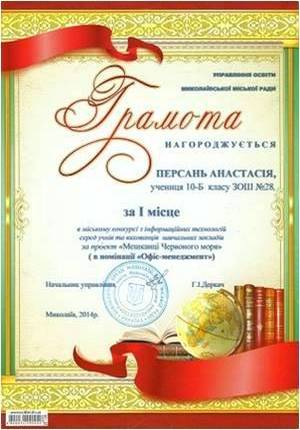 УПРАВЛІННЯ ОСВІТИ
МИКОЛАЇВСЬКОЇ МІСЬКОЇ РАДИ
Грамота
НАГОРОДЖУЄТЬСЯ
ПЕРСАНЬ АНАСТАСІЯ,
учениця 10-Б класу ЗОШ №28,
за І місце
в міському конкурсі з інформаційних технологій
серед учнів та вихованців навчальних закладів
за проект «Мешканці Червоного моря»
( в номінації «Офіс-менеджмент»)
Начальник управління Г.І.Деркач
Миколаїв, 2014р.